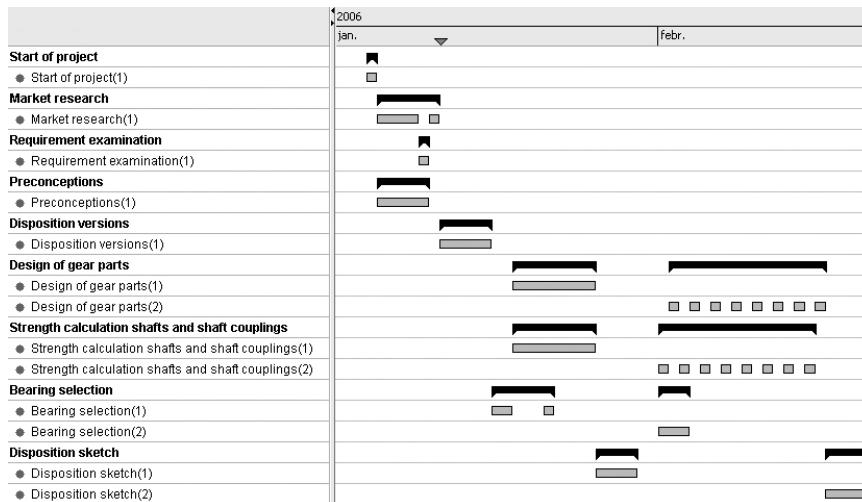 2006
jan. febr.
Start of project
Start of project(1)
Market research
Market research(1)
Requirement examination
Requirement examination(1)
Preconceptions
Preconceptions(1)
Disposition versions
Disposition versions(1)
Design of gear parts
Design of gear parts(1)
Design of gear parts(2)
Strength calculation shafts and shaft couplings
Strength calculation shafts and shaft couplings(1)
Strength calculation shafts and shaft couplings(2)
Bearing selection
Bearing selection(1)
Bearing selection(2)
Disposition sketch
Disposition sketch(1)
Disposition sketch(2)